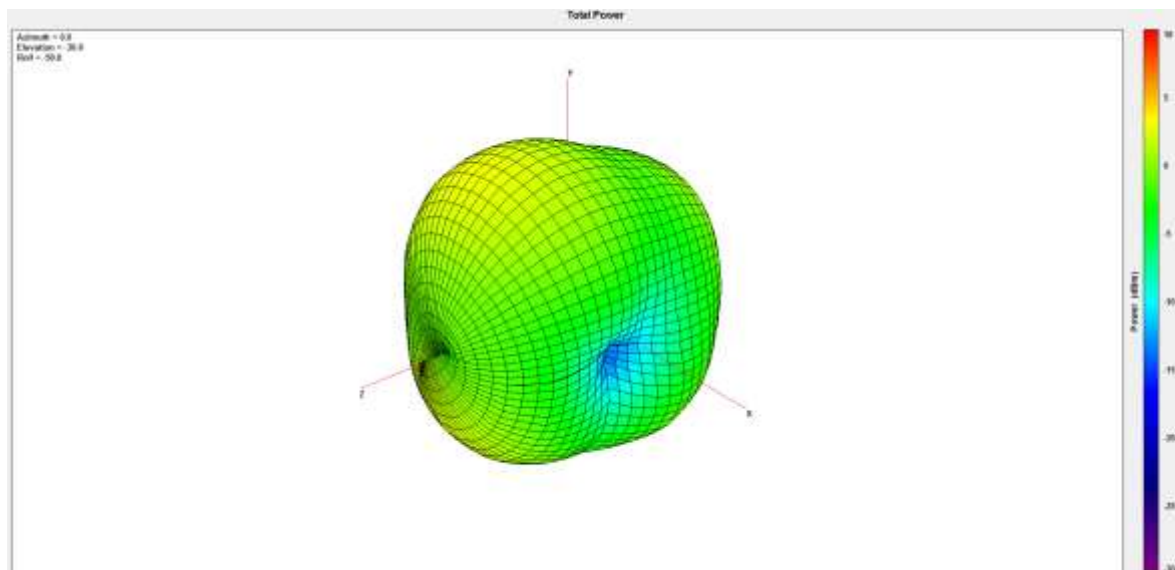 Total Power
Azimuth = 0.0
Elevation = -30.0
Roll = -50.0
Y
Z
X
Power (dBm)
10
5
0
-5
-10
-15
-20
-25